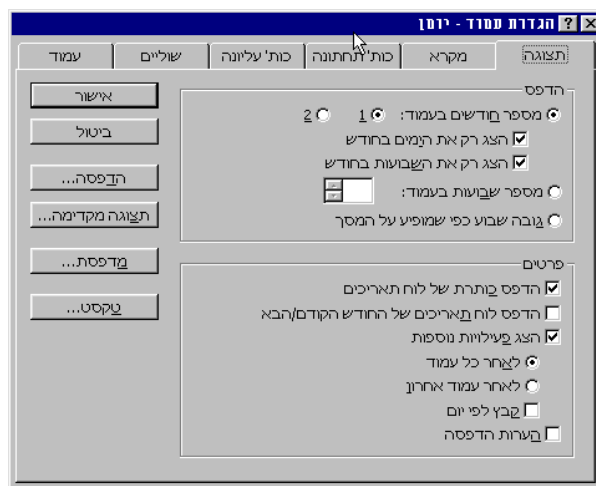 הגדרת עמוד - יומן
תצוגה מקרא כות' תחתונה כות' עליונה שוליים עמוד
הדפס
מספר חודשים בעמוד: 1 2
הצג רק את הימים בחודש
הצג רק את השבועות בחודש
מספר שבועות בעמוד:
גובה שבוע כפי שמופיע על המסך
פרטים
הדפס כותרת של לוח תאריכים
הדפס לוח תאריכים של החודש הקודם/הבא
הצג פעילויות נוספות
לאחר כל עמוד
לאחר עמוד אחרון
קבץ לפי יום
הערות הדפסה
אישור
ביטול
הדפסה...
תצוגה מקדימה...
מדפסת...
טקסט...